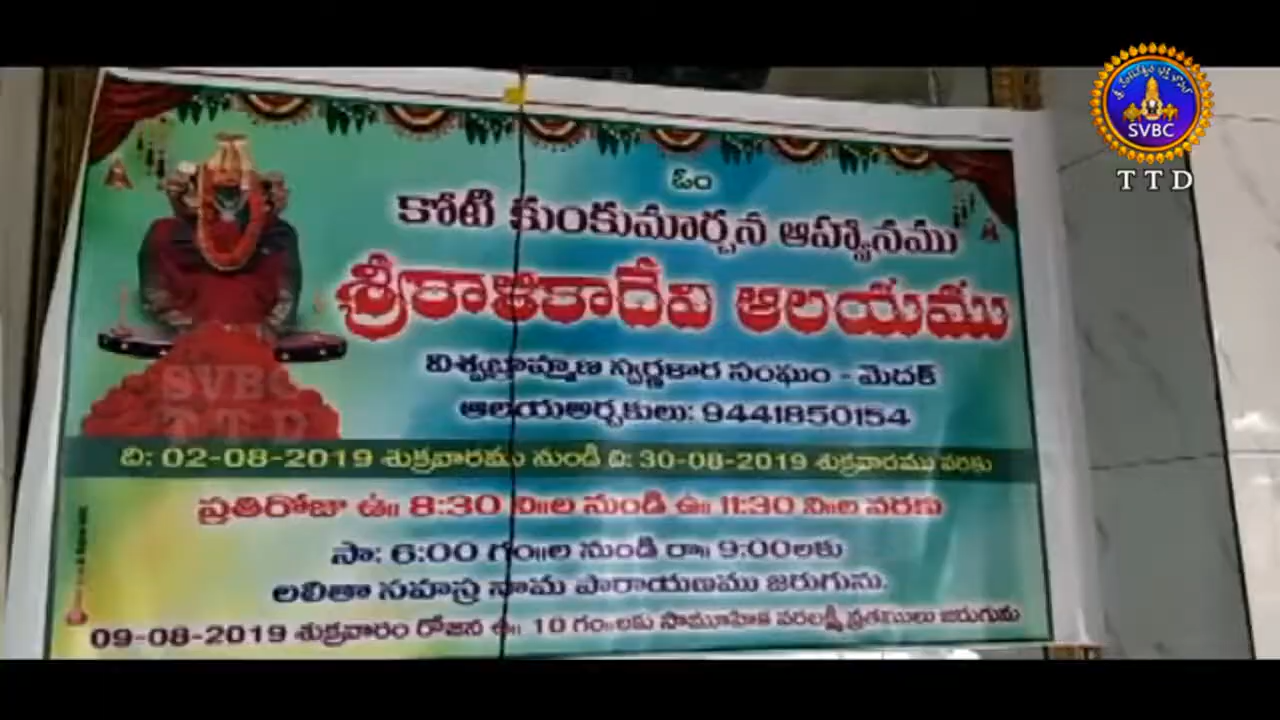 SVBC
TTD
ఓం
కోటి కుంకుమార్చన ఆహ్వానము
శ్రీకాళికాదేవి ఆలయము
విశ్వబ్రాహ్మణ స్వర్ణకార సంఘం - మెదక్
ఆలయఅర్చకులు: 9441850154
SVBC
TTD
ది: 02-08-2019 శుక్రవారము నుండి ది: 30-08-2019 శుక్రవారము వరకు
ప్రతిరోజూ ఉ॥ 8:30 ని॥ల నుండి ఉ॥ 11:30 ని॥ల వరకు
సా: 6:00 గం॥ల నుండి రా॥ 9:00లకు
లలితా సహస్ర నామ పారాయణము జరుగును.
09-08-2019 శుక్రవారం రోజున ఉ॥ 10 గం॥లకు సామూహిక వరలక్ష్మీ వ్రతములు జరుగును